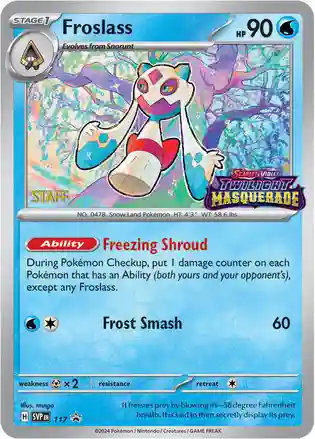 STAGE 1
Froslass
HP 90
Evolves from Snorunt
STAFF
SCARLET & VIOLET
TWILIGHT
MASQUERADE
NO. 0478 Snow Land Pokémon HT: 4'3" WT: 58.6 lbs.
Ability Freezing Shroud
During Pokémon Checkup, put 1 damage counter on each
Pokémon that has an Ability (both yours and your opponent's),
except any Froslass.
Frost Smash 60
weakness ×2 resistance retreat
Illus. mingo
It freezes prey by blowing its −58 degree Fahrenheit
breath. It is said to then secretly display its prey.
H SVP EN 117
©2024 Pokémon / Nintendo / Creatures / GAME FREAK